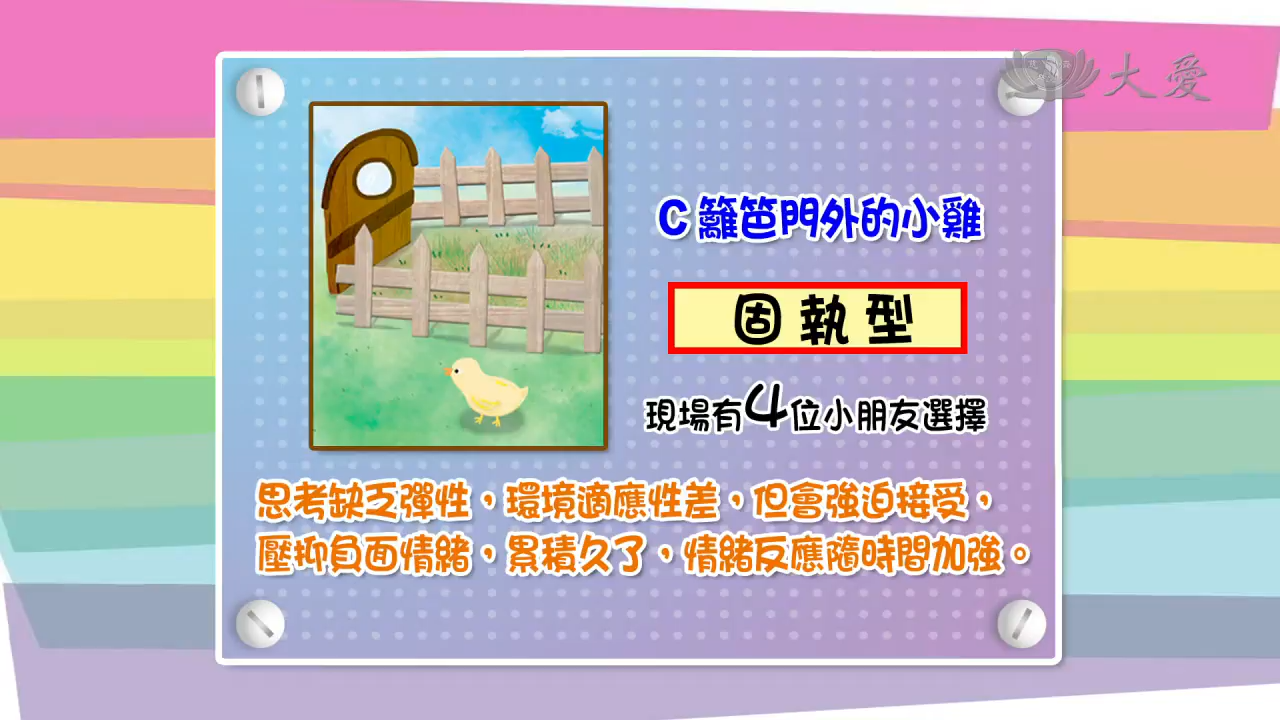 大愛
C籬笆門外的小雞
固執型
現場有4位小朋友選擇
思考缺乏彈性，環境適應性差，但會強迫接受，
壓抑負面情緒，累積久了，情緒反應隨時間加強。